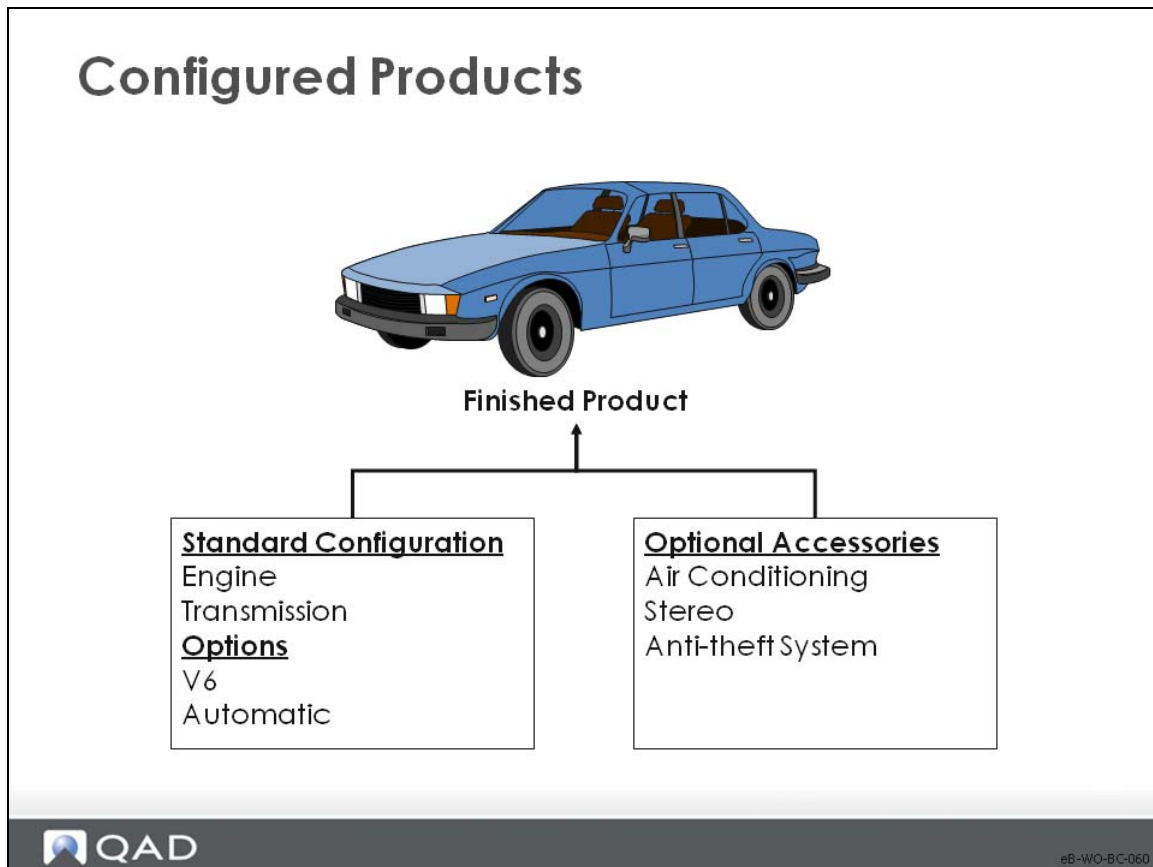 Configured Products
Finished Product
Standard Configuration
Engine
Transmission
Options
V6
Automatic
Optional Accessories
Air Conditioning
Stereo
Anti-theft System
QAD
eB-WO-BC-060